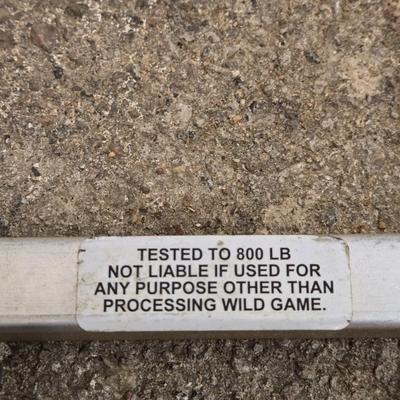 TESTED TO 800 LB
NOT LIABLE IF USED FOR
ANY PURPOSE OTHER THAN
PROCESSING WILD GAME.